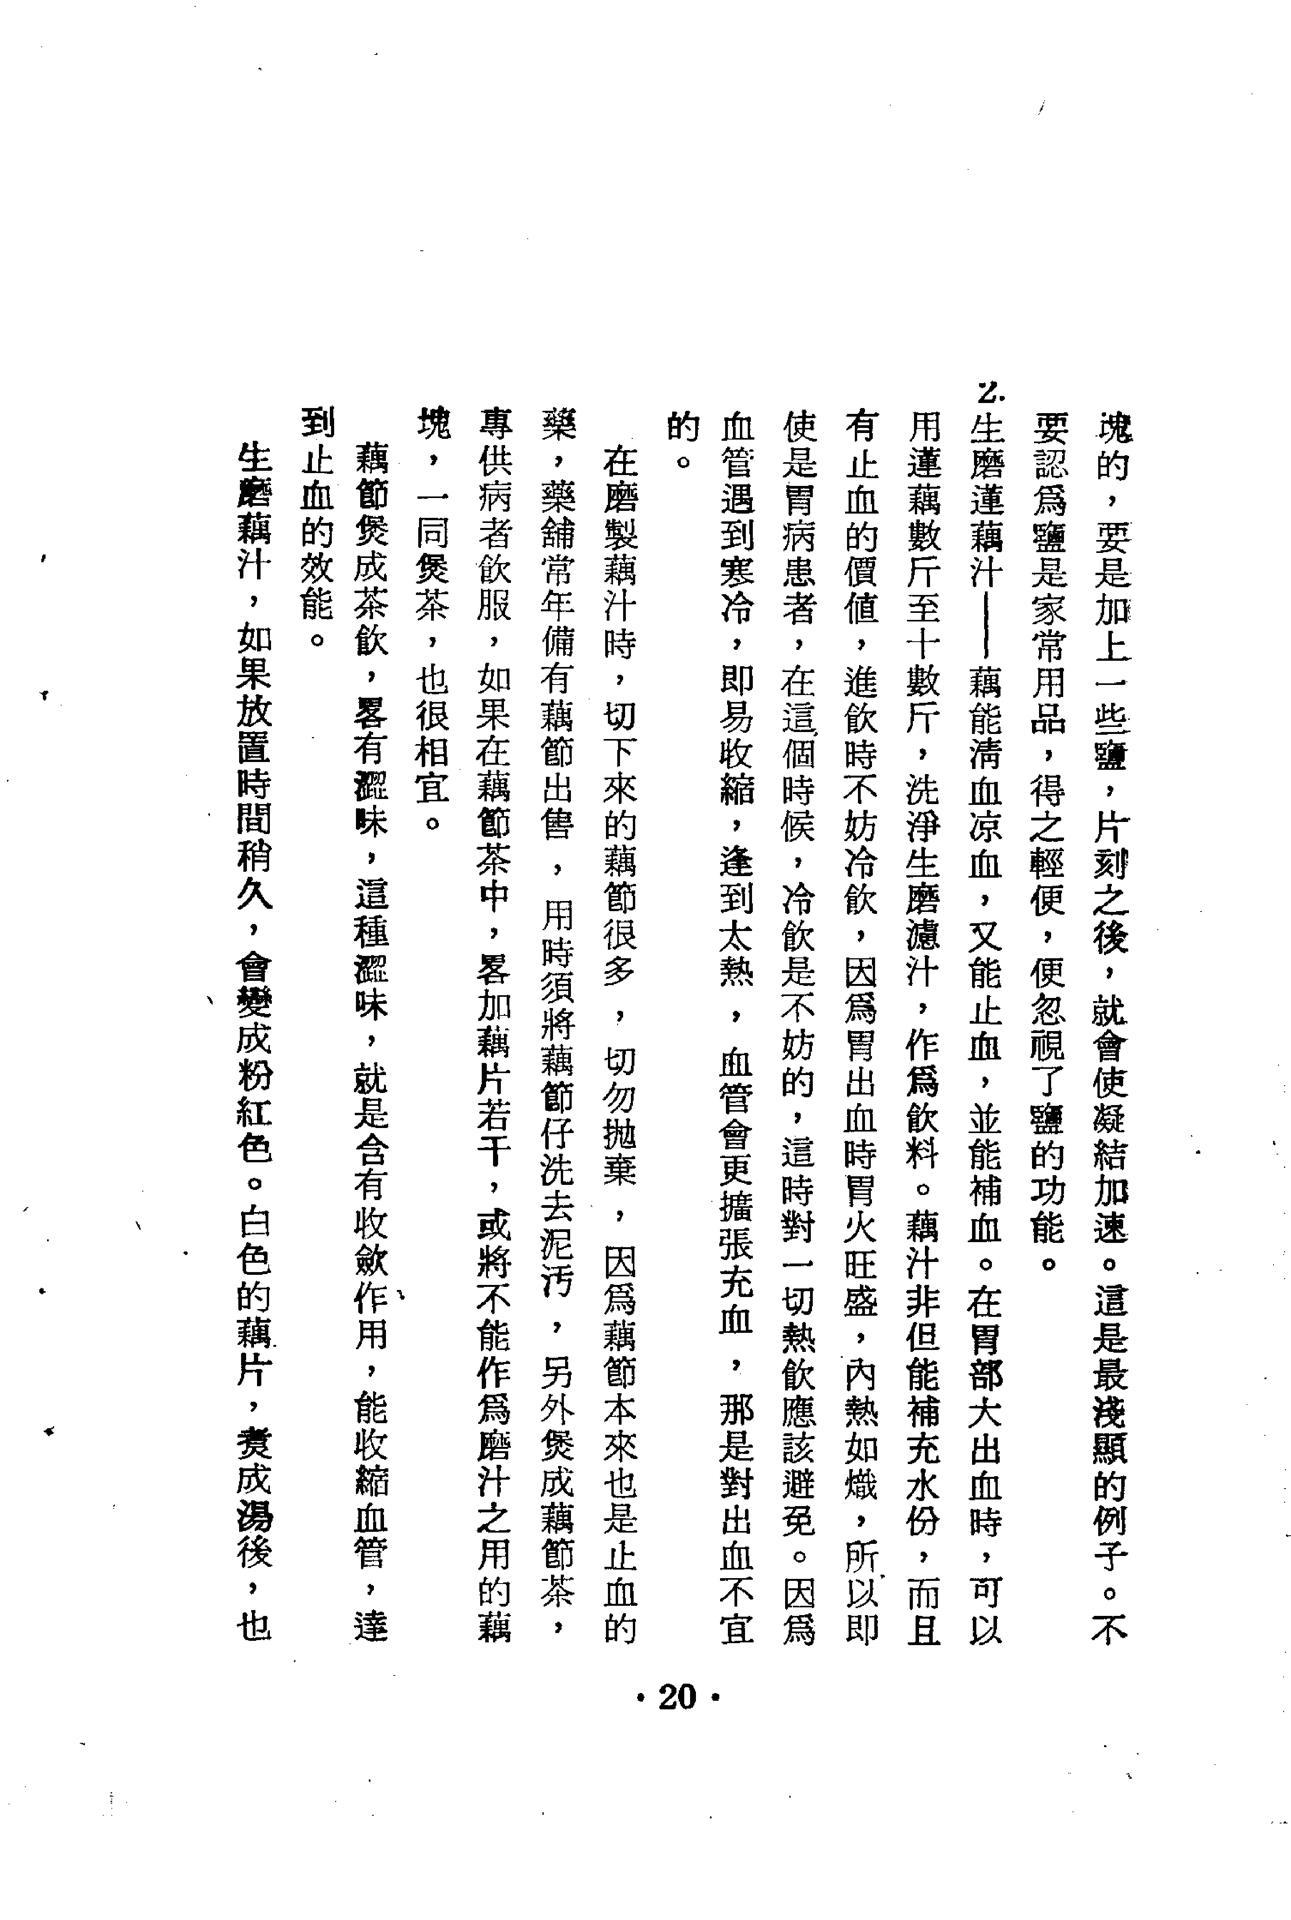 塊的，要是加上一些鹽，片刻之後，就會使凝結加速。這是最淺顯的例子。不
要認爲鹽是家常用品，得之輕便，便忽視了鹽的功能。
2.生磨蓮藕汁——藕能淸血凉血，又能止血，並能補血。在胃部大出血時，可以
用蓮藕數斤至十數斤，洗淨生磨濾汁，作爲飮料。藕汁非但能補充水份，而且
有止血的價値，進飮時不妨冷飮，因爲胃出血時胃火旺盛，內熱如熾，所以即
使是胃病患者，在這個時候，冷飮是不妨的，這時對一切熱飮應該避免。因爲
血管遇到寒冷，即易收縮，逢到太熱，血管會更擴張充血，那是對出血不宜
的。
在磨製藕汁時，切下來的藕節很多，切勿拋棄，因爲藕節本來也是止血的
藥，藥舖常年備有藕節出售，用時須將藕節仔洗去泥汚，另外煲成藕節茶，
專供病者飮服，如果在藕節茶中，畧加藕片若干，或將不能作爲磨汁之用的藕
塊，一同煲茶，也很相宜。
藕節煲成茶飮，畧有澀味，這種澀味，就是含有收斂作用，能收縮血管，達
到止血的效能。
生磨藕汁，如果放置時間稍久，會變成粉紅色。白色的藕片，煑成湯後，也
·20·